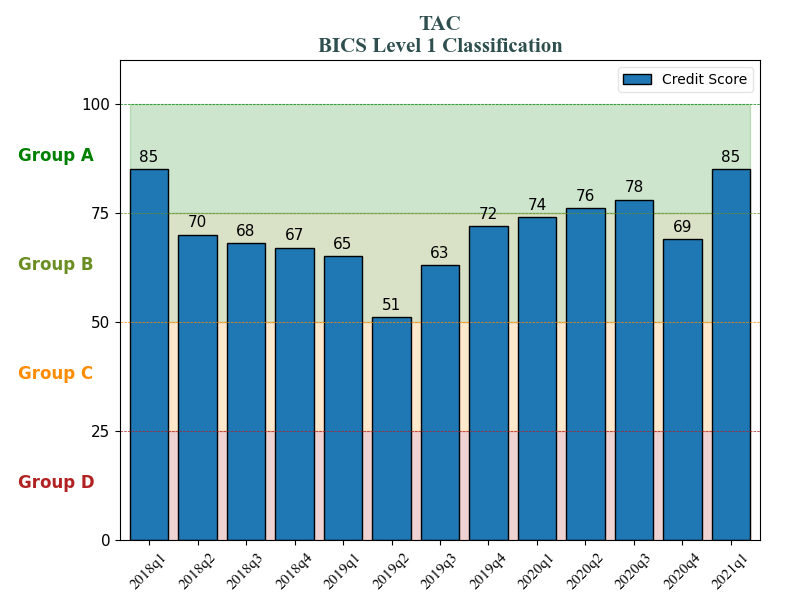 TAC
BICS Level 1 Classification
Credit Score
100
Group A
85
70
68
67
65
51
63
72
74
76
78
69
85
75
Group B
50
Group C
25
Group D
0
2018q1
2018q2
2018q3
2018q4
2019q1
2019q2
2019q3
2019q4
2020q1
2020q2
2020q3
2020q4
2021q1